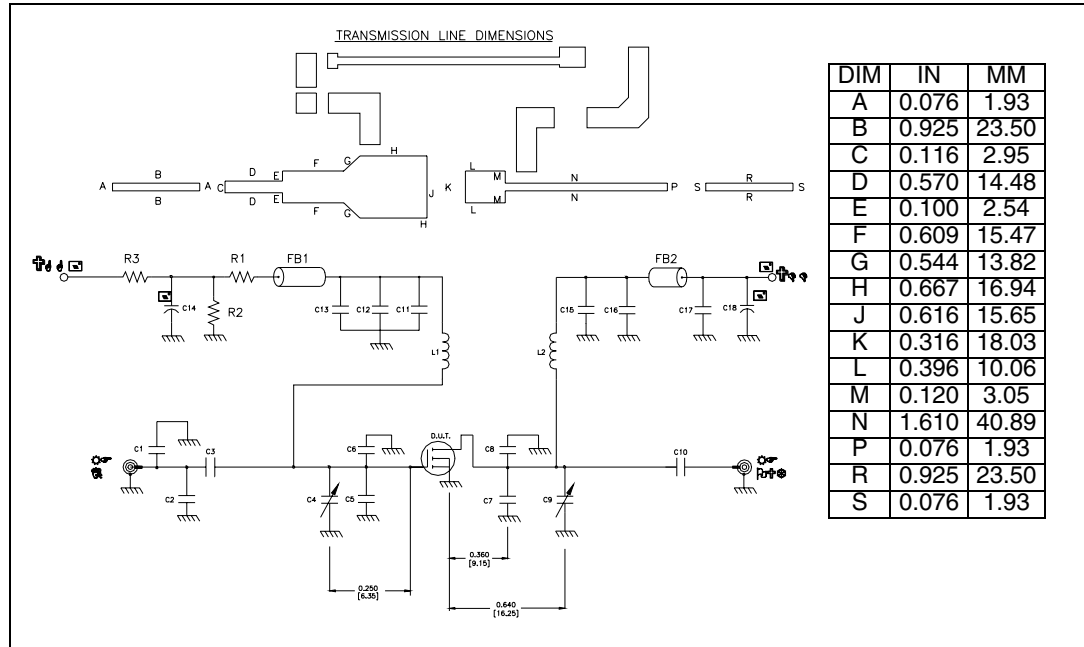 TRANSMISSION LINE DIMENSIONS
H
G
F
L
D
E
M
N
B
R
A
A
C
J
K
P
S
S
B
D
E
F
G
H
M
L
N
R
DIM IN MM
A 0.076 1.93
B 0.925 23.50
C 0.116 2.95
D 0.570 14.48
E 0.100 2.54
F 0.609 15.47
G 0.544 13.82
H 0.667 16.94
J 0.616 15.65
K 0.316 18.03
L 0.396 10.06
M 0.120 3.05
N 1.610 40.89
P 0.076 1.93
R 0.925 23.50
S 0.076 1.93
R3
R1
FB1
FB2
C14
R2
C13
C12
C11
C15
C16
C17
C18
L1
L2
D.U.T.
C1
C3
C2
C6
C4
C5
C8
C7
C9
C10
0.360
[9.15]
0.250
[6.35]
0.640
[16.25]